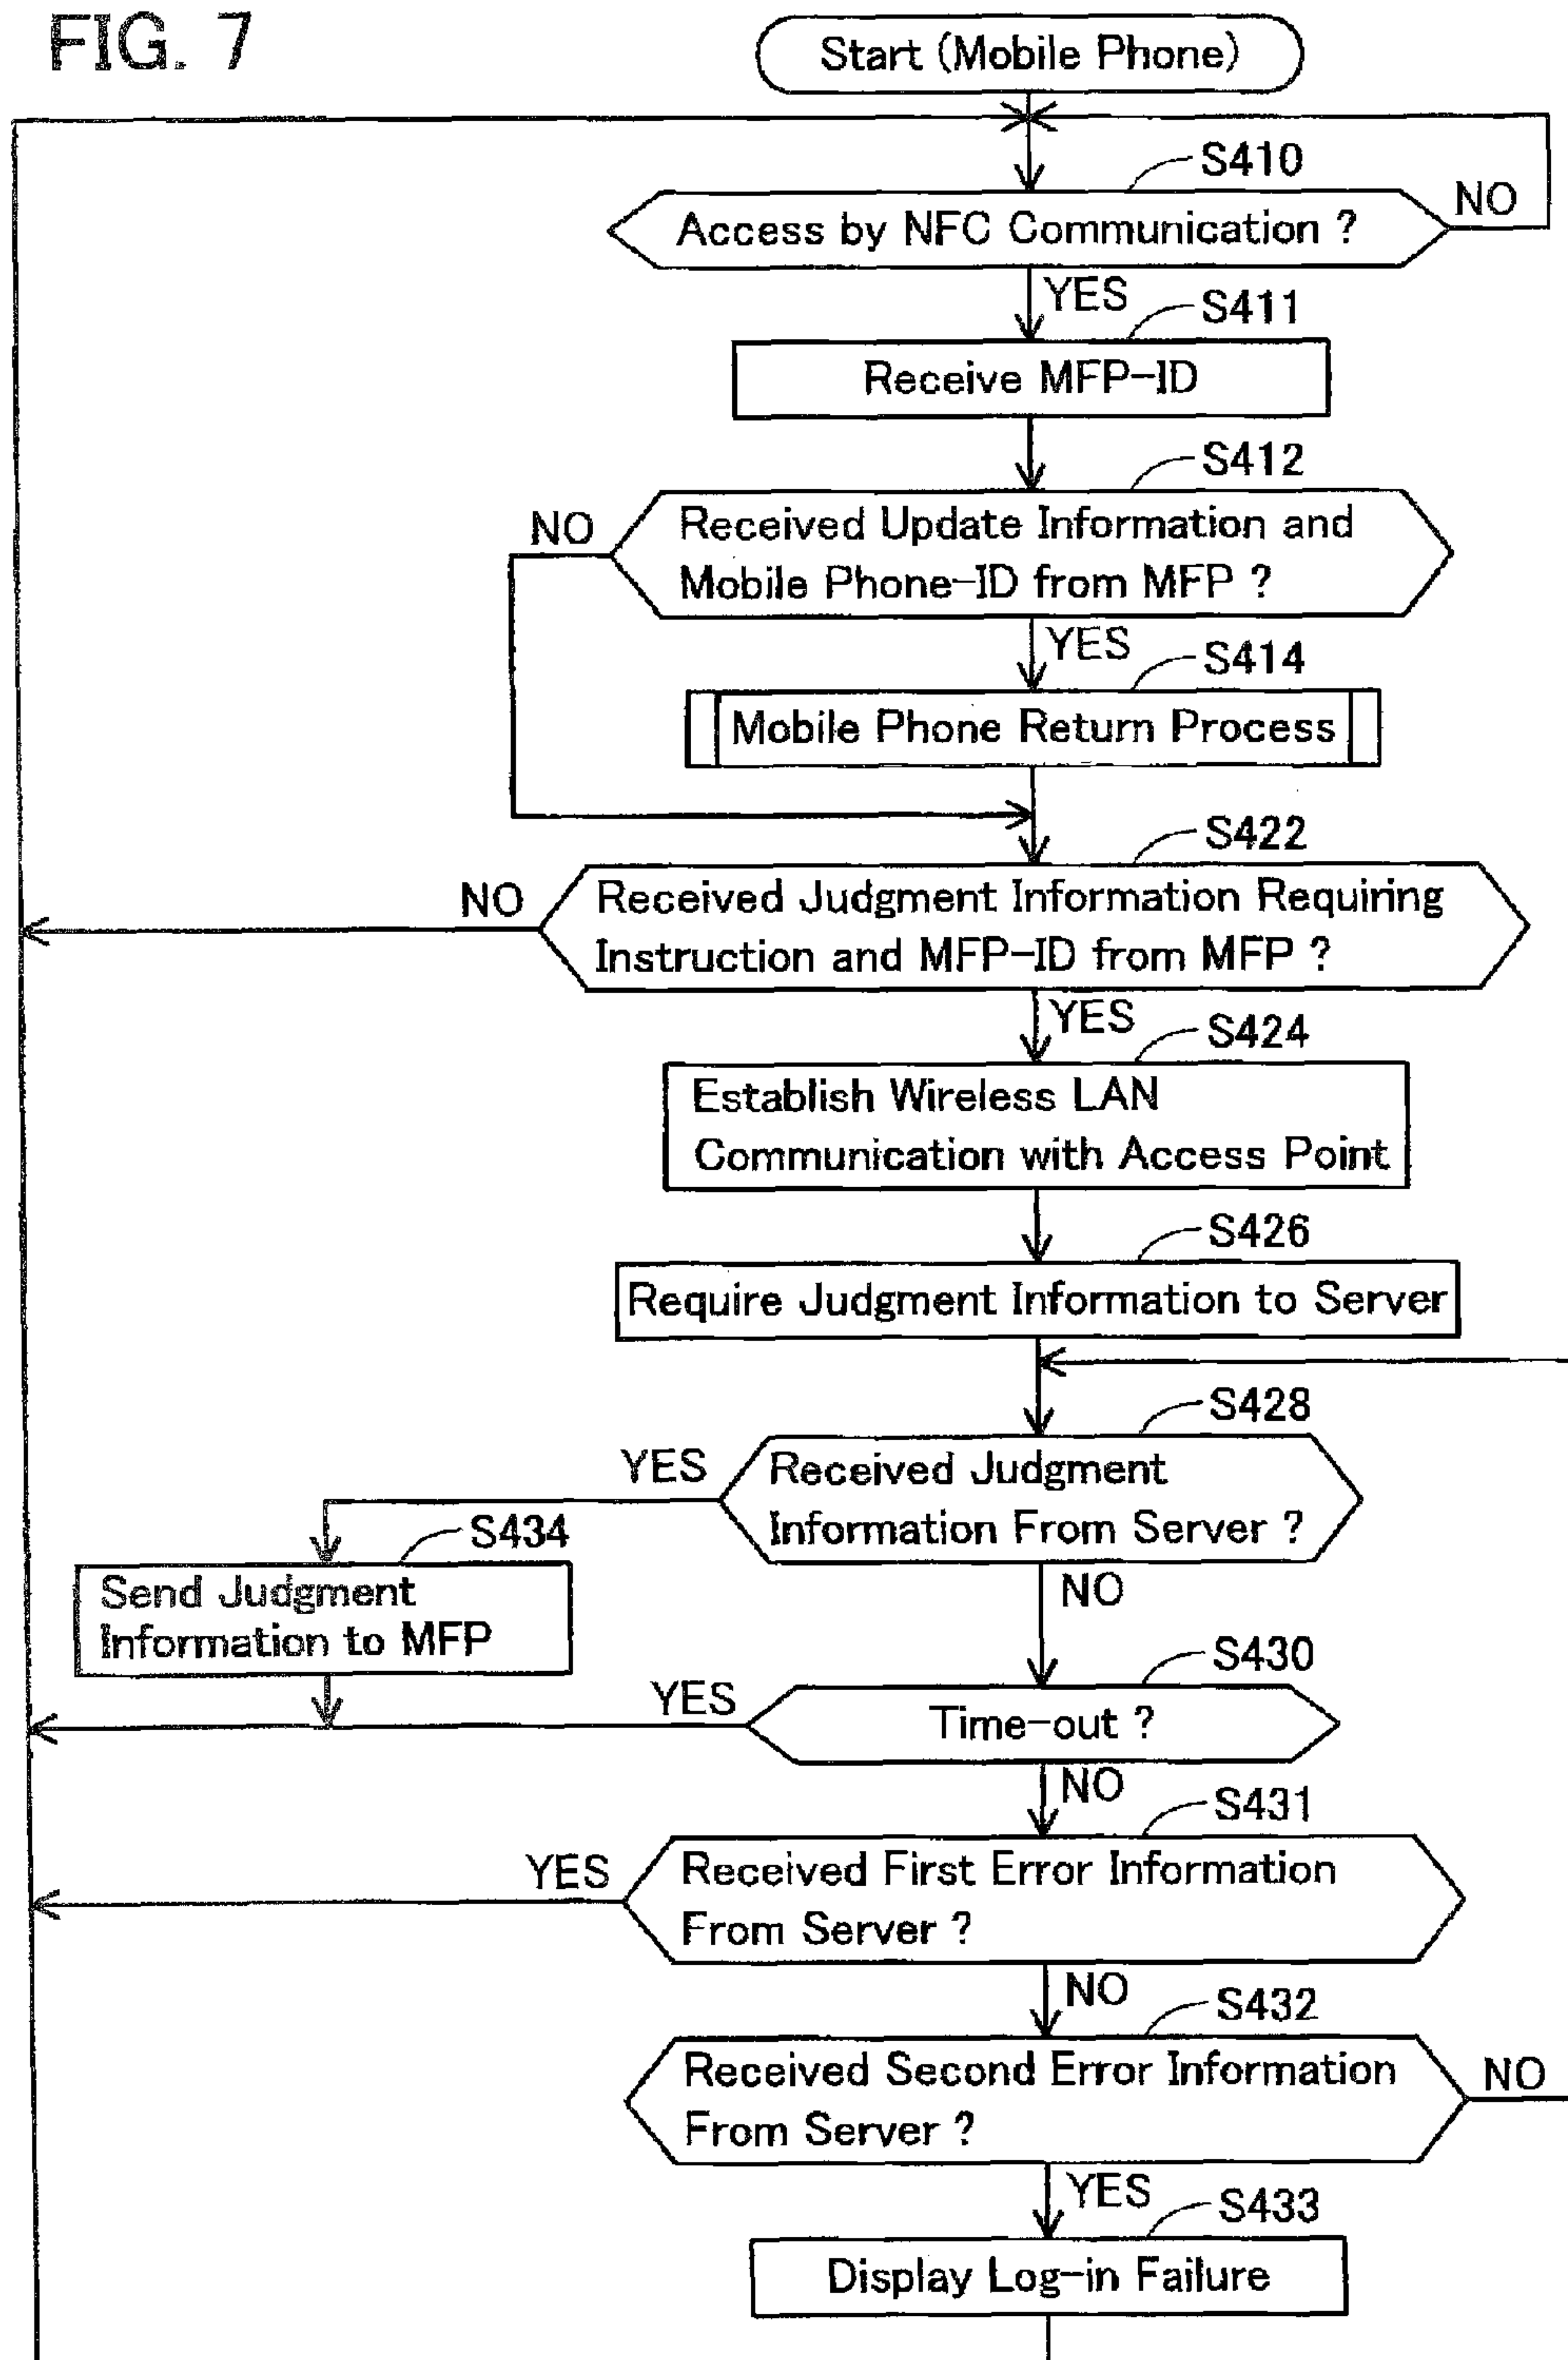 FIG. 7
Start (Mobile Phone)
S410
Access by NFC Communication ?
NO
YES
S411
Receive MFP-ID
S412
NO
Received Update Information and
Mobile Phone-ID from MFP ?
YES
S414
Mobile Phone Return Process
S422
NO
Received Judgment Information Requiring
Instruction and MFP-ID from MFP ?
YES
S424
Establish Wireless LAN
Communication with Access Point
S426
Require Judgment Information to Server
S428
YES
Received Judgment
Information From Server ?
S434
Send Judgment
Information to MFP
NO
S430
YES
Time-out ?
NO
S431
YES
Received First Error Information
From Server ?
NO
S432
Received Second Error Information
From Server ?
NO
YES
S433
Display Log-in Failure